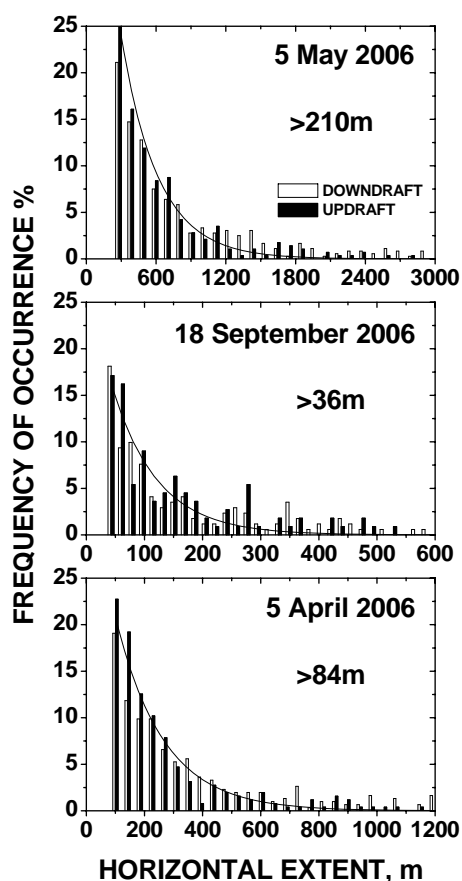 FREQUENCY OF OCCURRENCE %
25
20
15
10
5
0
5 May 2006
>210m
DOWNDRAFT
UPDRAFT
0 600 1200 1800 2400 3000
25
20
15
10
5
0
18 September 2006
>36m
0 100 200 300 400 500 600
25
20
15
10
5
0
5 April 2006
>84m
0 200 400 600 800 1000 1200
HORIZONTAL EXTENT, m